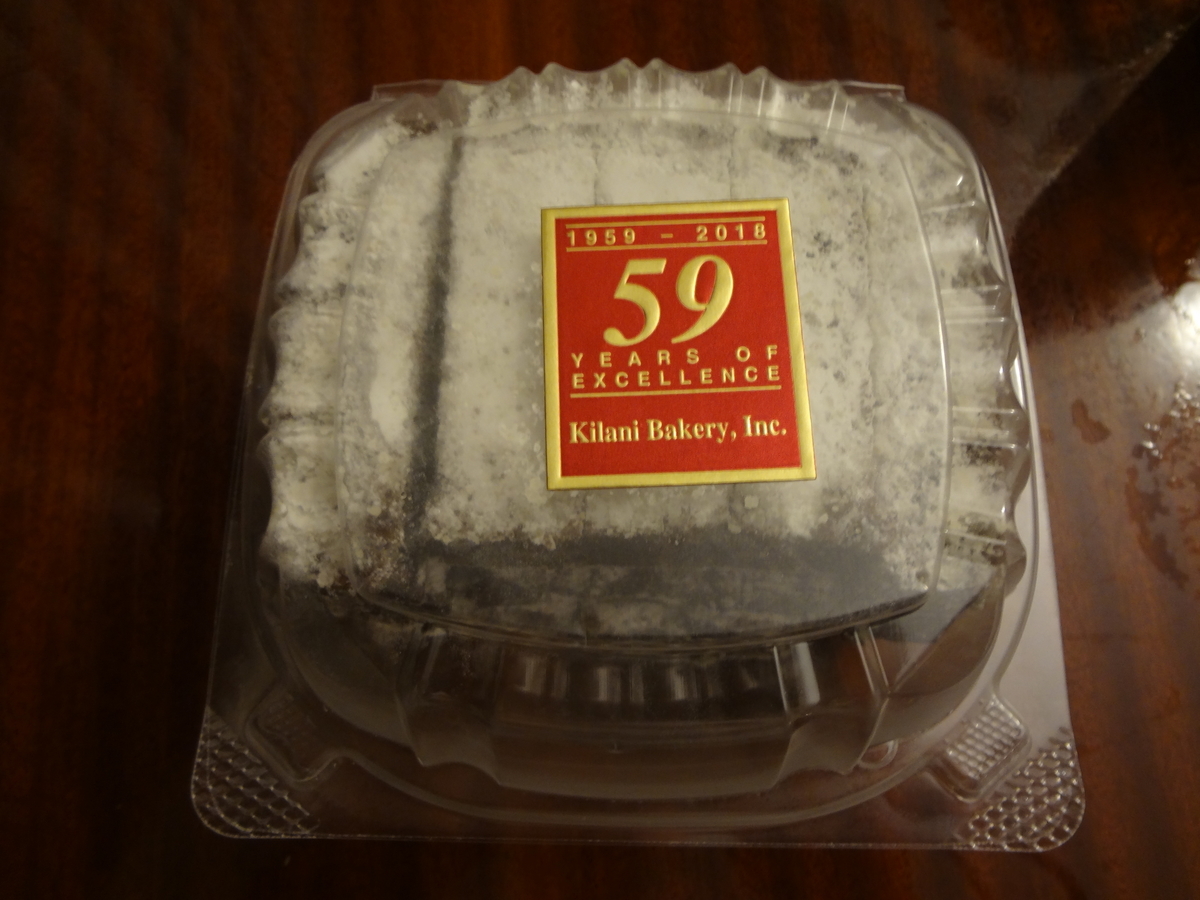 1959 – 2018
59
YEARS OF
EXCELLENCE
Kilani Bakery, Inc.